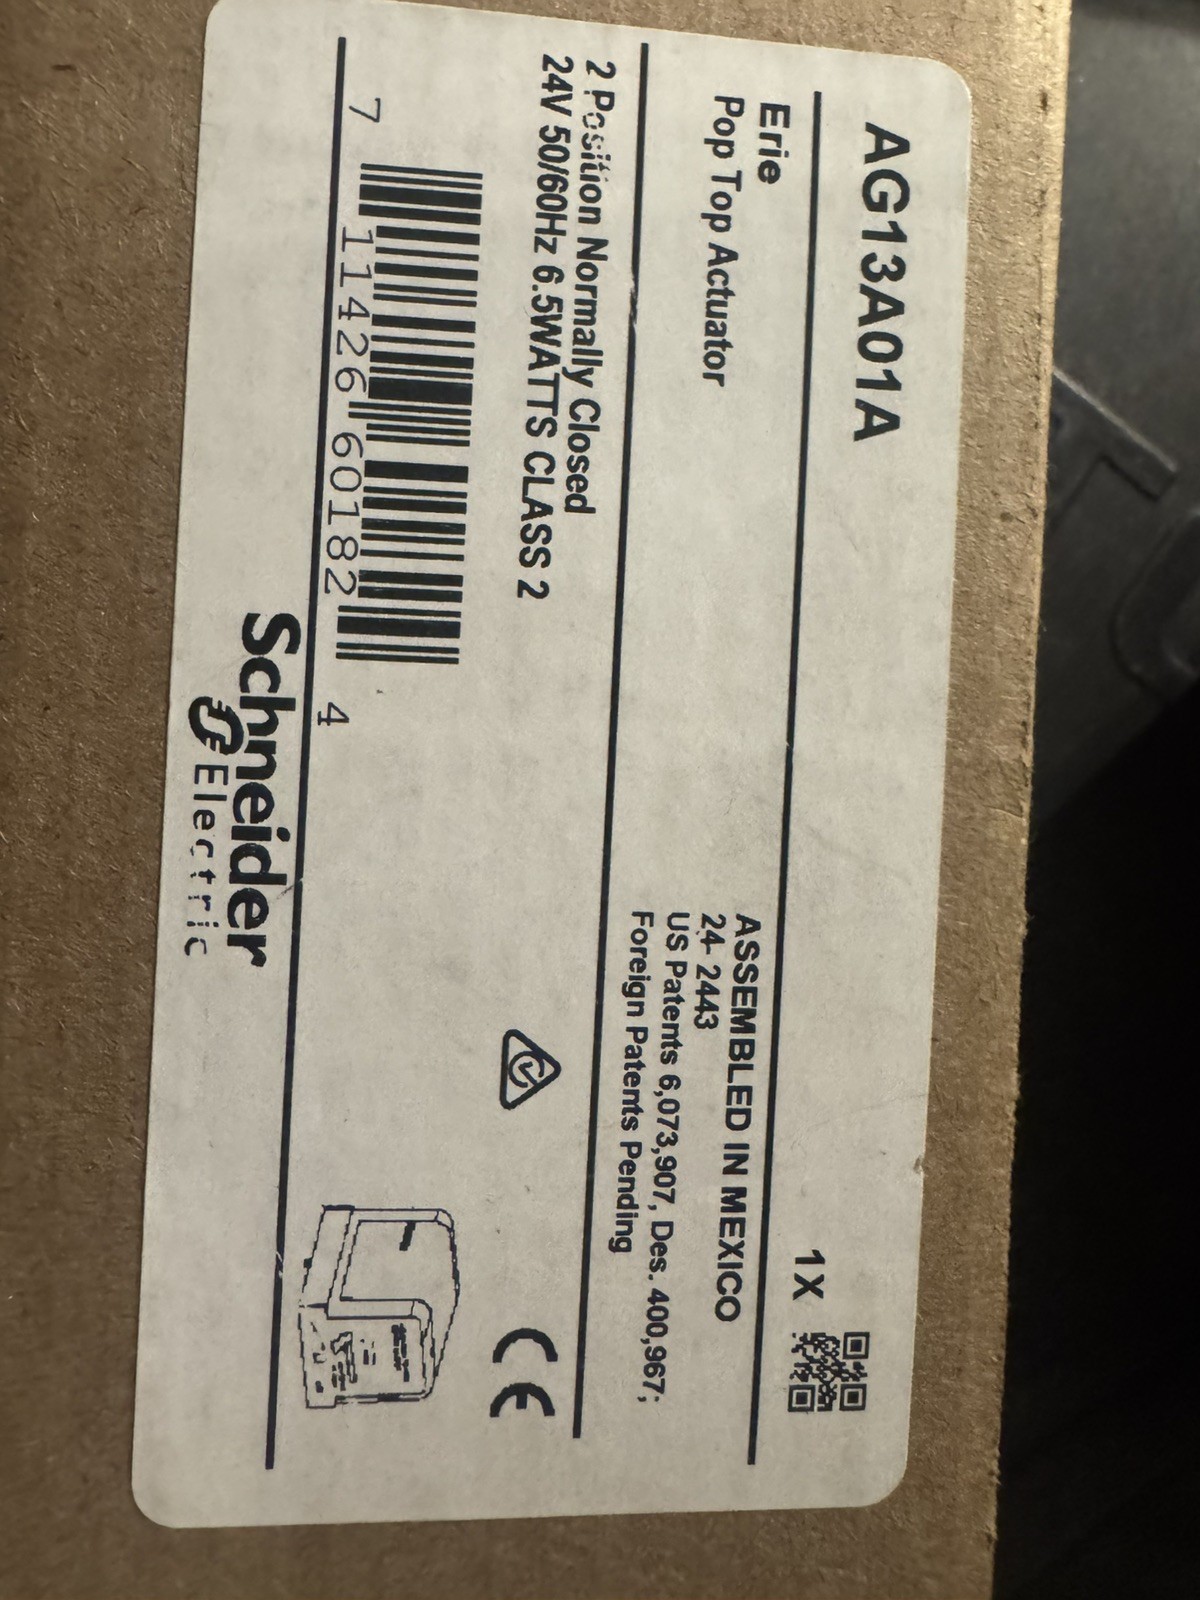 AG13A01A
1X
Erie
Pop Top Actuator
ASSEMBLED IN MEXICO
24- 2443
US Patents 6,073,907, Des. 400,967;
Foreign Patents Pending
2 Position Normally Closed
24V 50/60Hz 6.5WATTS CLASS 2
CE
7 11426 60182 4
Schneider
Electric